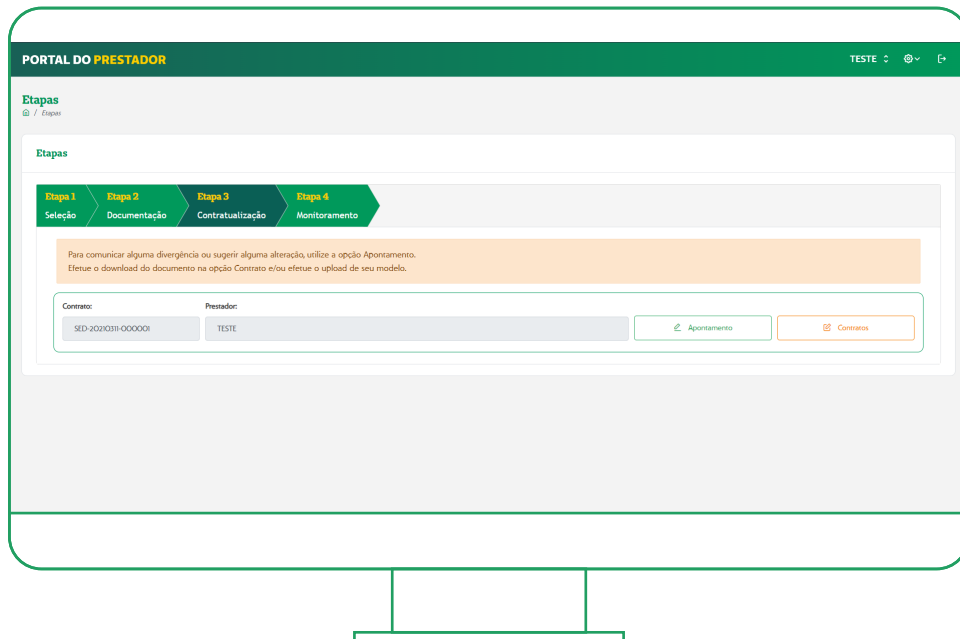 PORTAL DO PRESTADOR
TESTE
Etapas
/ Etapas
Etapas
Etapa 1
Seleção
Etapa 2
Documentação
Etapa 3
Contratualização
Etapa 4
Monitoramento
Para comunicar alguma divergência ou sugerir alguma alteração, utilize a opção Apontamento.
Efetue o download do documento na opção Contrato e/ou efetue o upload de seu modelo.
Contrato:
Prestador:
SED-20210311-000001
TESTE
Apontamento
Contratos